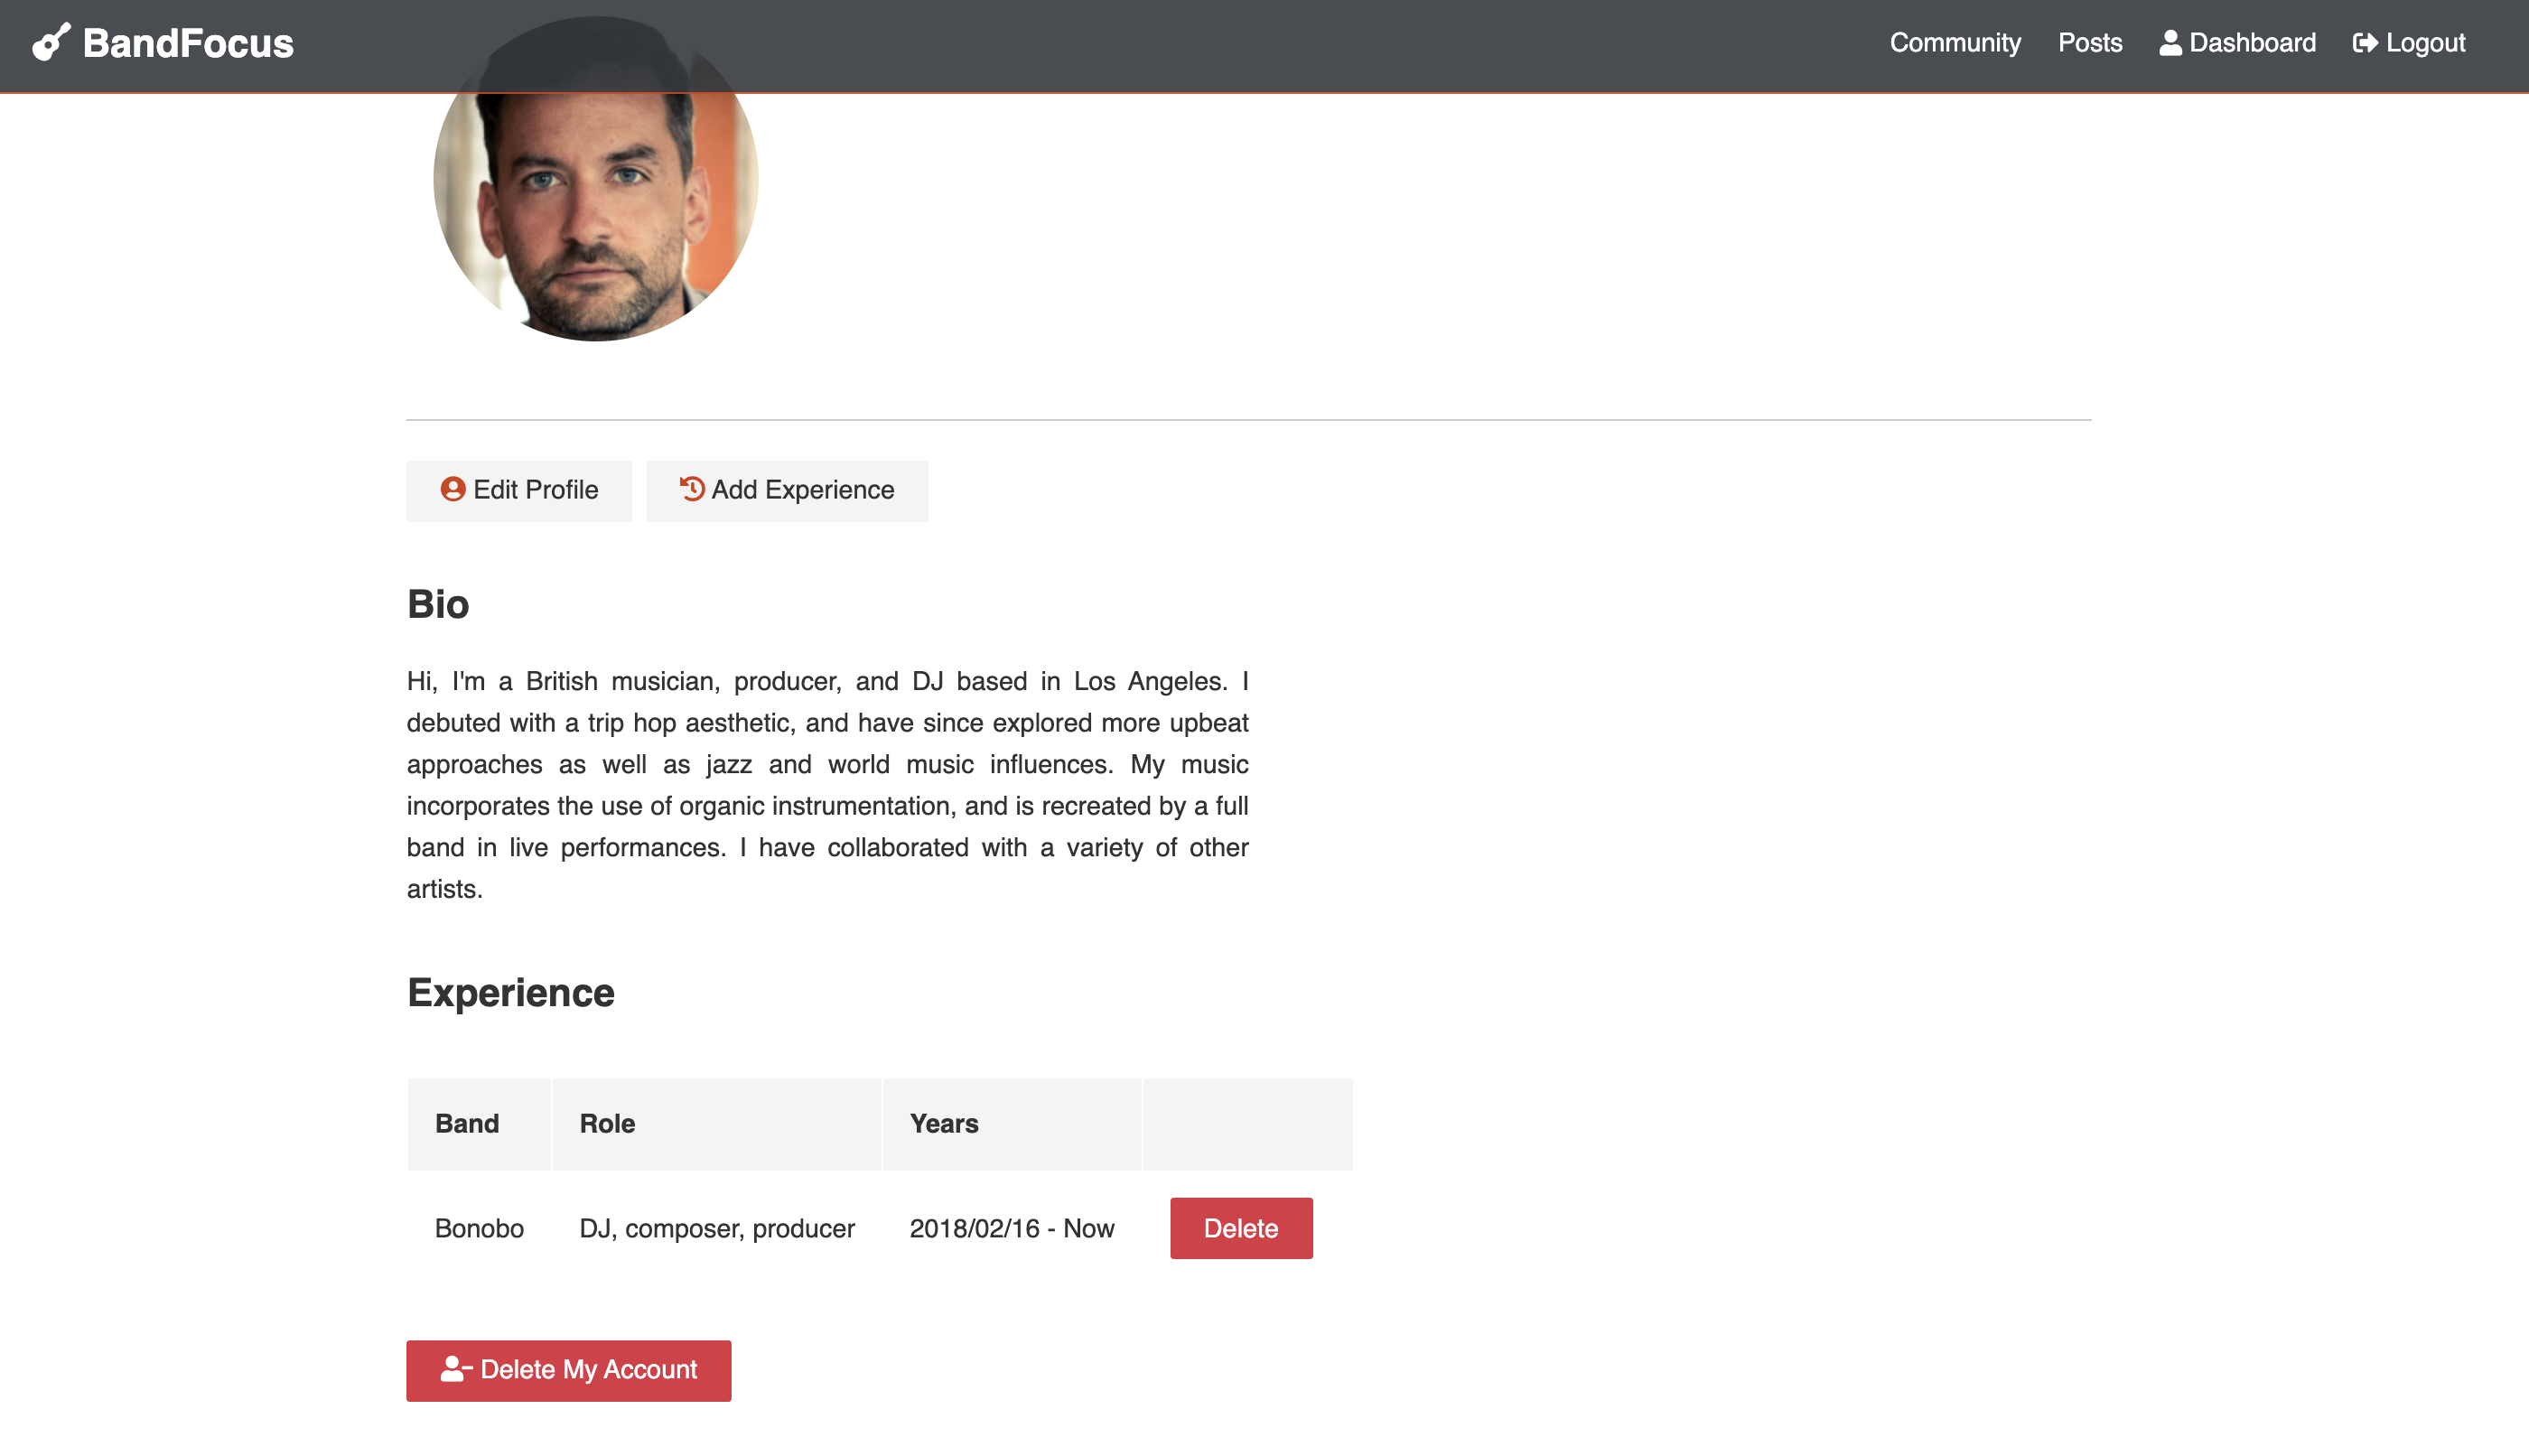 BandFocus
Community Posts Dashboard Logout
Edit Profile Add Experience
Bio
Hi, I'm a British musician, producer, and DJ based in Los Angeles. I
debuted with a trip hop aesthetic, and have since explored more upbeat
approaches as well as jazz and world music influences. My music
incorporates the use of organic instrumentation, and is recreated by a full
band in live performances. I have collaborated with a variety of other
artists.
Experience
Band Role Years
Bonobo DJ, composer, producer 2018/02/16 - Now Delete
Delete My Account